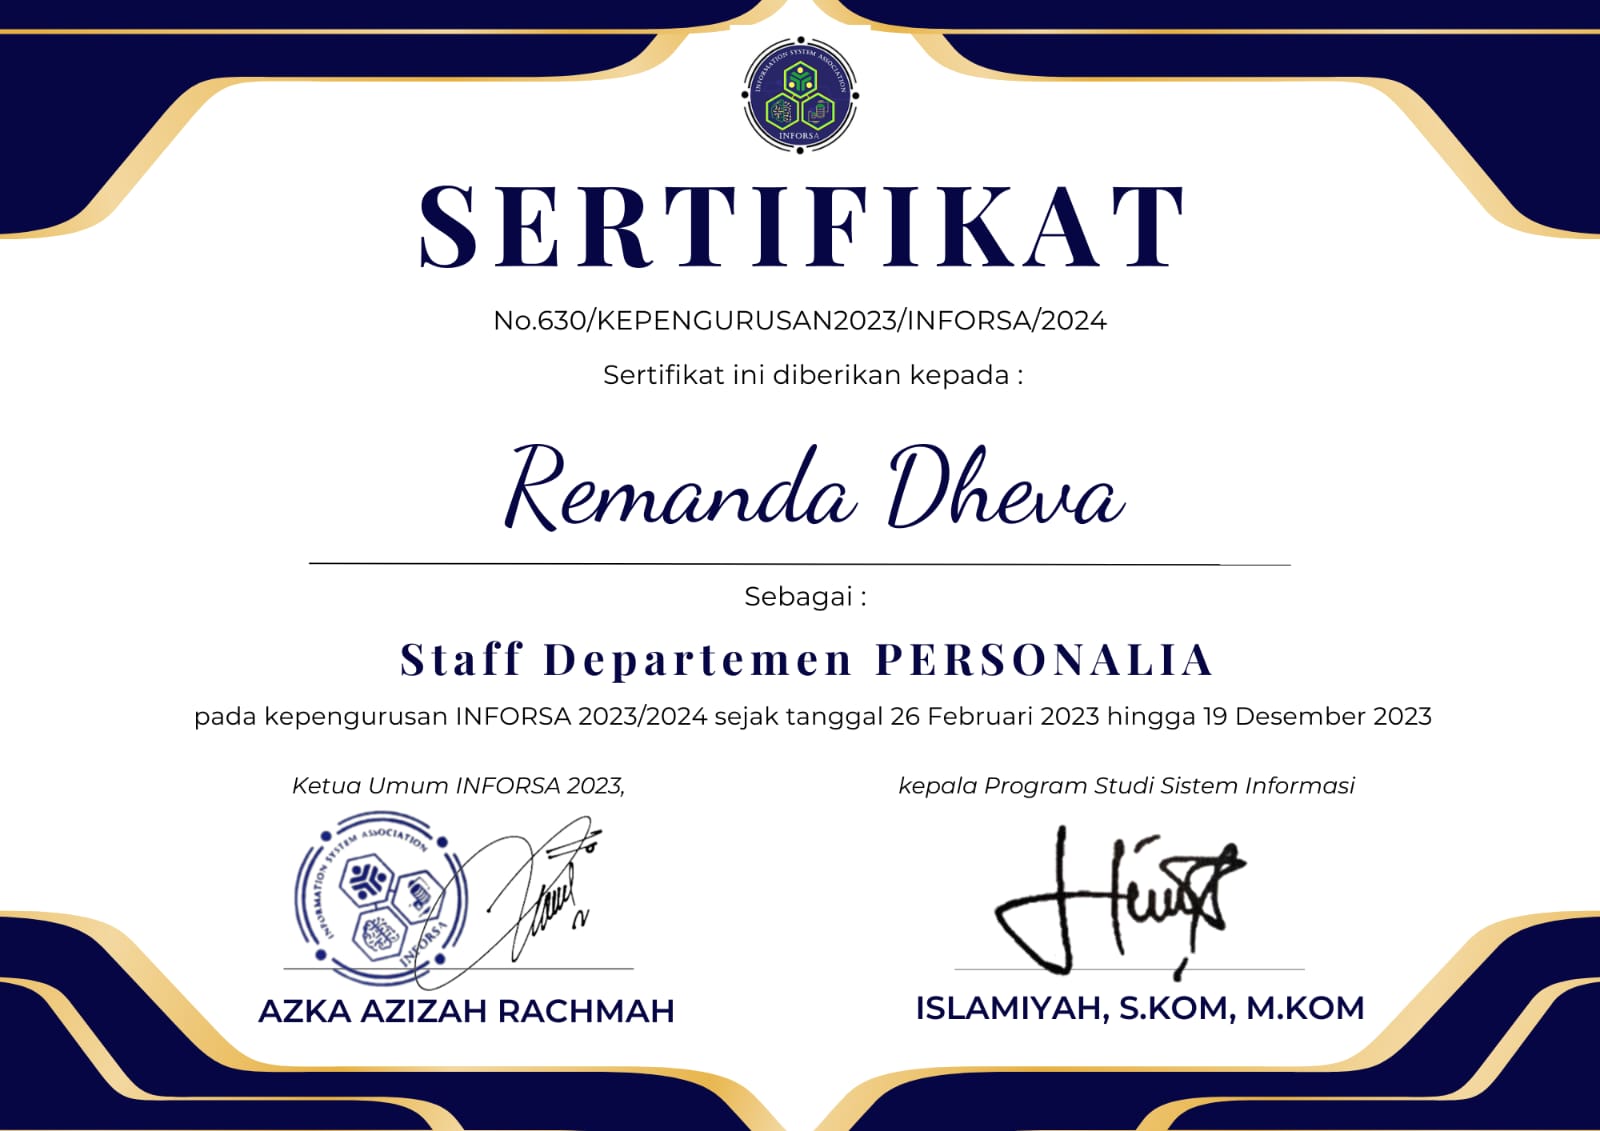 INFORMATION SYSTEM ASSOCIATION
INFORSA
SERTIFIKAT
No.630/KEPENGURUSAN2023/INFORSA/2024
Sertifikat ini diberikan kepada :
Remanda Dheva
Sebagai :
Staff Departemen PERSONALIA
pada kepengurusan INFORSA 2023/2024 sejak tanggal 26 Februari 2023 hingga 19 Desember 2023
Ketua Umum INFORSA 2023,
kepala Program Studi Sistem Informasi
INFORMATION SYSTEM ASSOCIATION
INFORSA
AZKA AZIZAH RACHMAH
ISLAMIYAH, S.KOM, M.KOM